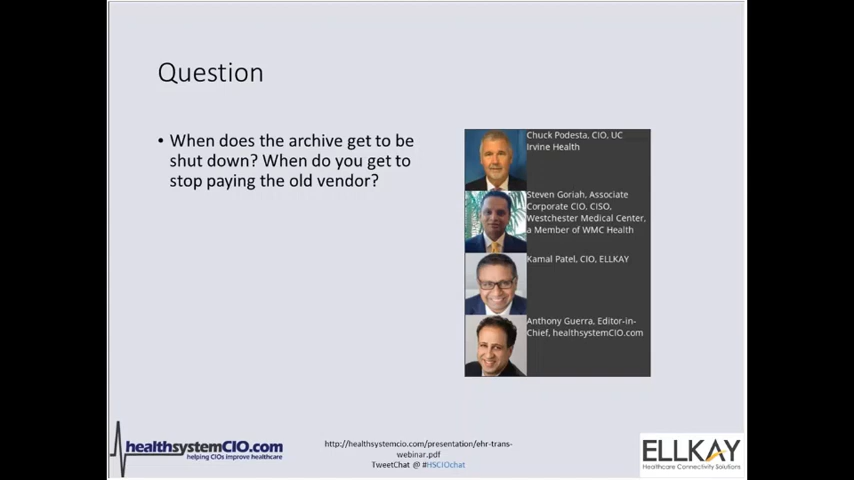 Question
• When does the archive get to be
shut down? When do you get to
stop paying the old vendor?
Chuck Podesta, CIO, UC
Irvine Health
Steven Goriah, Associate
Corporate CIO, CISO,
Westchester Medical Center,
a Member of WMC Health
Kamal Patel, CIO, ELLKAY
Anthony Guerra, Editor-in-
Chief, healthsystemCIO.com
healthsystemCIO.com
helping CIOs improve healthcare
http://healthsystemcio.com/presentation/ehr-trans-
webinar.pdf
TweetChat @ #HSCIOchat
ELLKAY
Healthcare Connectivity Solutions